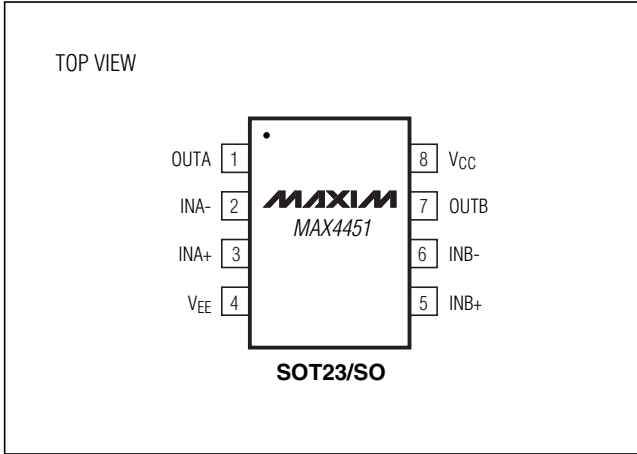 TOP VIEW
OUTA 1
INA- 2
INA+ 3
VEE 4
MAXIM
MAX4451
8 VCC
7 OUTB
6 INB-
5 INB+
SOT23/SO